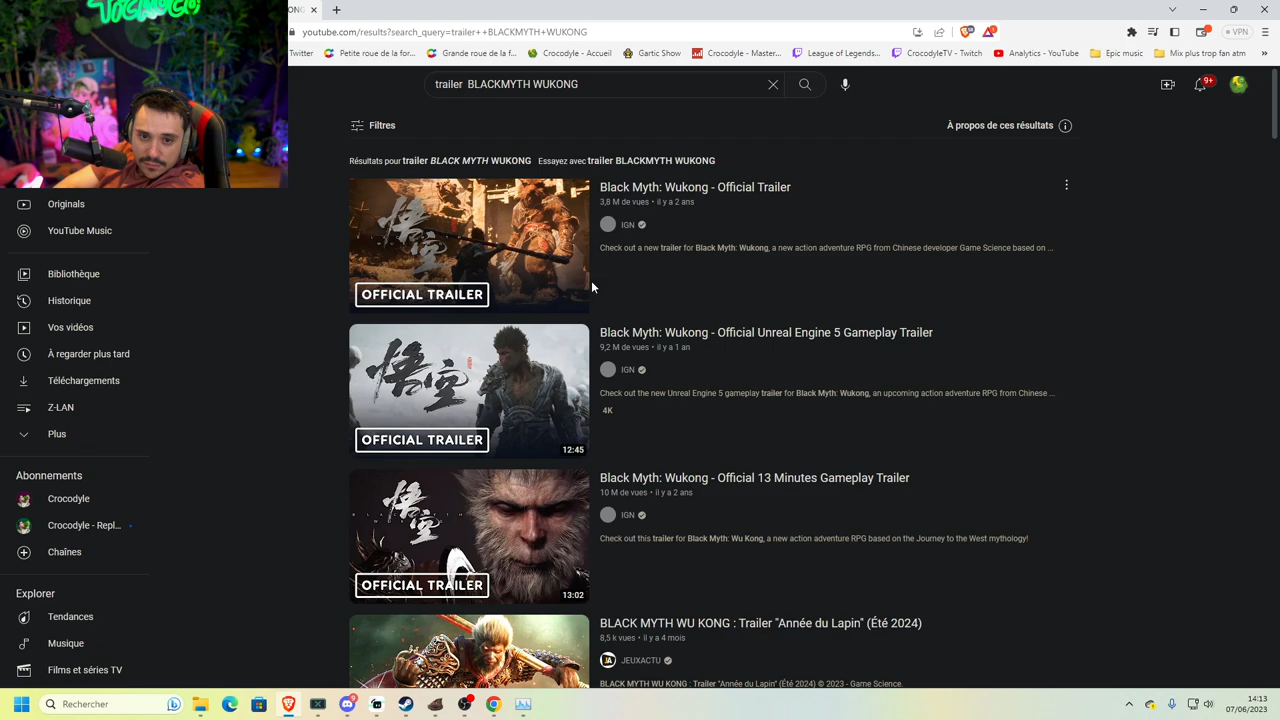 ONG
youtube.com/results?search_query=trailer++BLACKMYTH+WUKONG
VPN
Twitter
Petite roue de la for...
Grande roue de la f...
Crocodyle - Accueil
Gartic Show
Crocodyle - Master...
League of Legends...
CrocodyleTV - Twitch
Analytics - YouTube
Epic music
Mix plus trop fan atm
trailer  BLACKMYTH WUKONG
9+
Filtres
À propos de ces résultats
Résultats pour trailer BLACK MYTH WUKONG Essayez avec trailer BLACKMYTH WUKONG
Originals
YouTube Music
Bibliothèque
Historique
Vos vidéos
À regarder plus tard
Téléchargements
Z-LAN
Plus
Abonnements
Crocodyle
Crocodyle - Repl...
Chaînes
Explorer
Tendances
Musique
Films et séries TV
悟空
OFFICIAL TRAILER
Black Myth: Wukong - Official Trailer
3,8 M de vues • il y a 2 ans
IGN
Check out a new trailer for Black Myth: Wukong, a new action adventure RPG from Chinese developer Game Science based on ...
悟空
OFFICIAL TRAILER
12:45
Black Myth: Wukong - Official Unreal Engine 5 Gameplay Trailer
9,2 M de vues • il y a 1 an
IGN
Check out the new Unreal Engine 5 gameplay trailer for Black Myth: Wukong, an upcoming action adventure RPG from Chinese ...
4K
悟空
OFFICIAL TRAILER
13:02
Black Myth: Wukong - Official 13 Minutes Gameplay Trailer
10 M de vues • il y a 2 ans
IGN
Check out this trailer for Black Myth: Wu Kong, a new action adventure RPG based on the Journey to the West mythology!
BLACK MYTH WU KONG : Trailer "Année du Lapin" (Été 2024)
8,5 k vues • il y a 4 mois
JA
JEUXACTU
BLACK MYTH WU KONG : Trailer "Année du Lapin" (Été 2024) © 2023 - Game Science.
Rechercher
9
14:13
07/06/2023